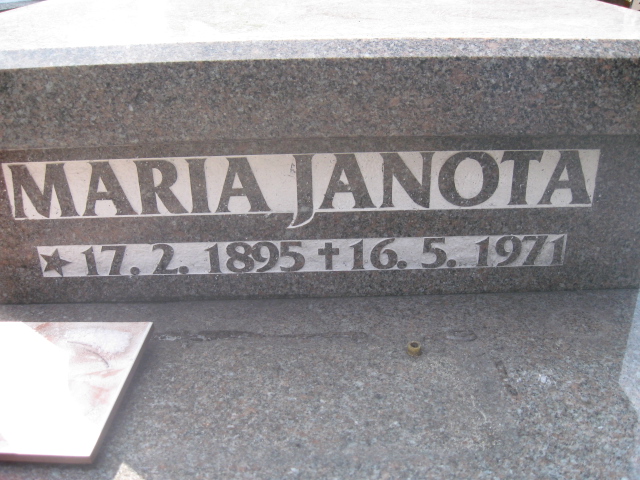 MARIA JANOTA
★ 17. 2. 1895 ✝ 16. 5. 1971